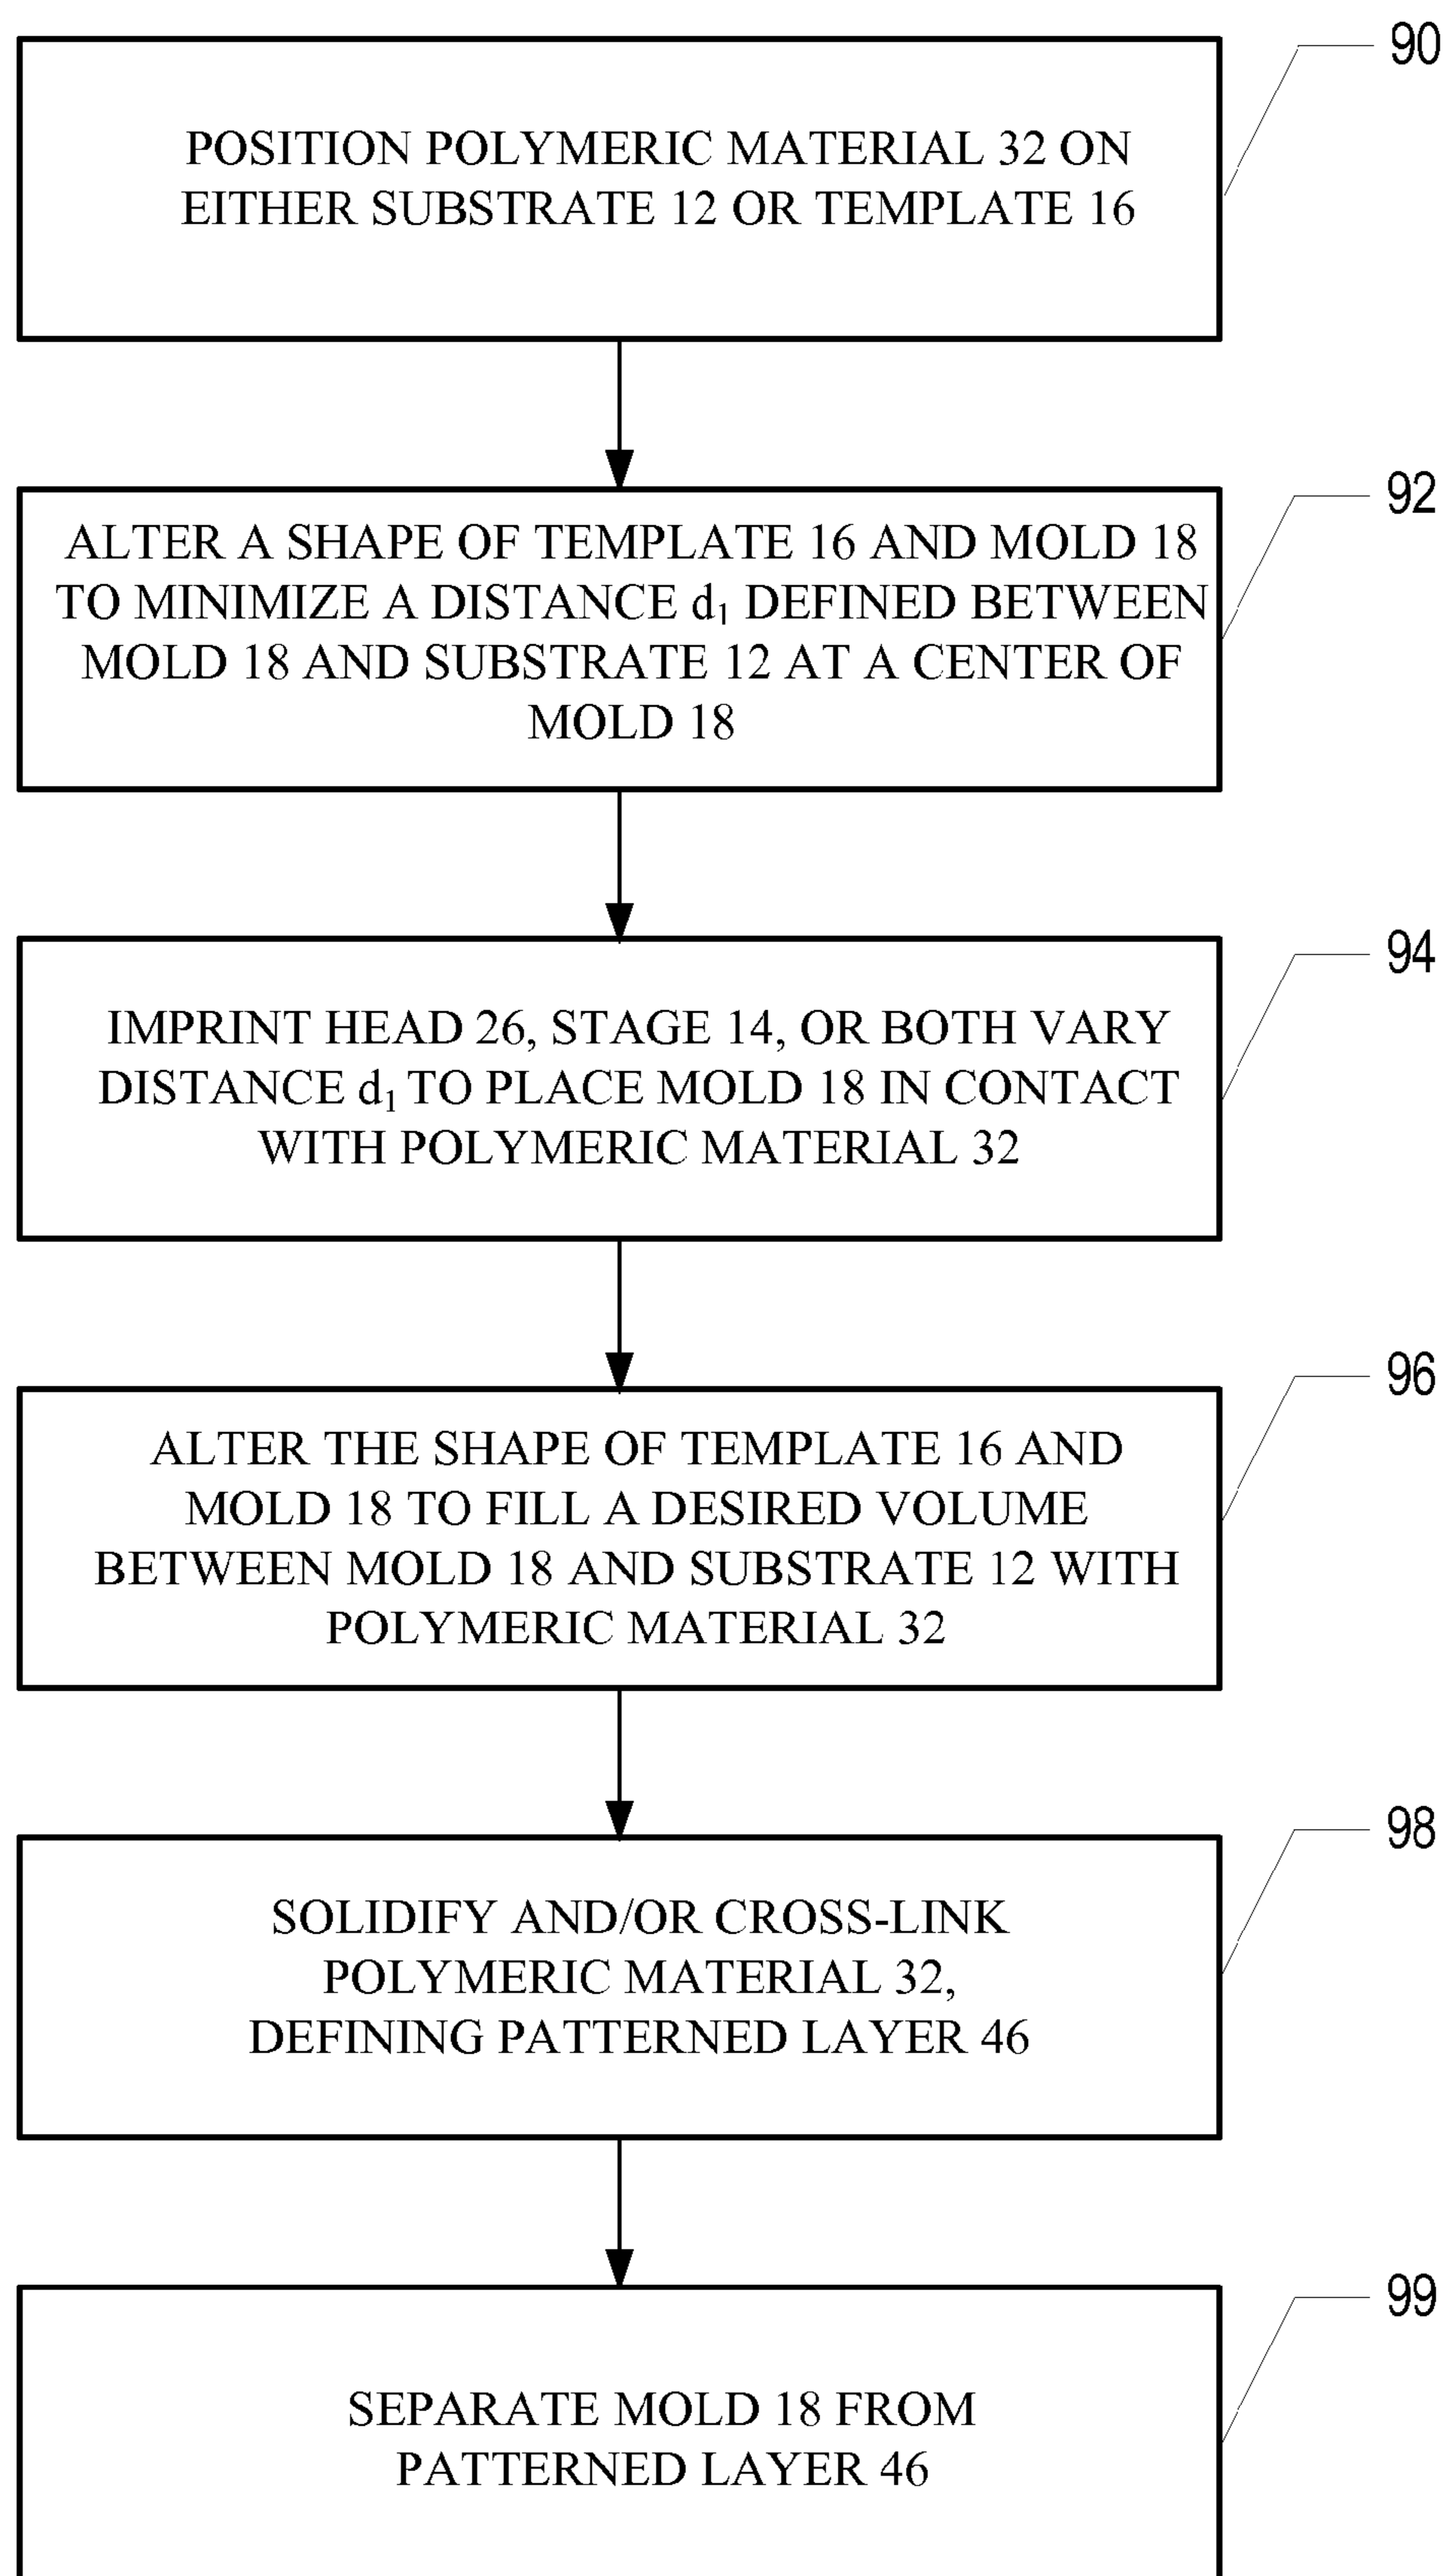 90
POSITION POLYMERIC MATERIAL 32 ON
EITHER SUBSTRATE 12 OR TEMPLATE 16
92
ALTER A SHAPE OF TEMPLATE 16 AND MOLD 18
TO MINIMIZE A DISTANCE d₁ DEFINED BETWEEN
MOLD 18 AND SUBSTRATE 12 AT A CENTER OF
MOLD 18
94
IMPRINT HEAD 26, STAGE 14, OR BOTH VARY
DISTANCE d₁ TO PLACE MOLD 18 IN CONTACT
WITH POLYMERIC MATERIAL 32
96
ALTER THE SHAPE OF TEMPLATE 16 AND
MOLD 18 TO FILL A DESIRED VOLUME
BETWEEN MOLD 18 AND SUBSTRATE 12 WITH
POLYMERIC MATERIAL 32
98
SOLIDIFY AND/OR CROSS-LINK
POLYMERIC MATERIAL 32,
DEFINING PATTERNED LAYER 46
99
SEPARATE MOLD 18 FROM
PATTERNED LAYER 46